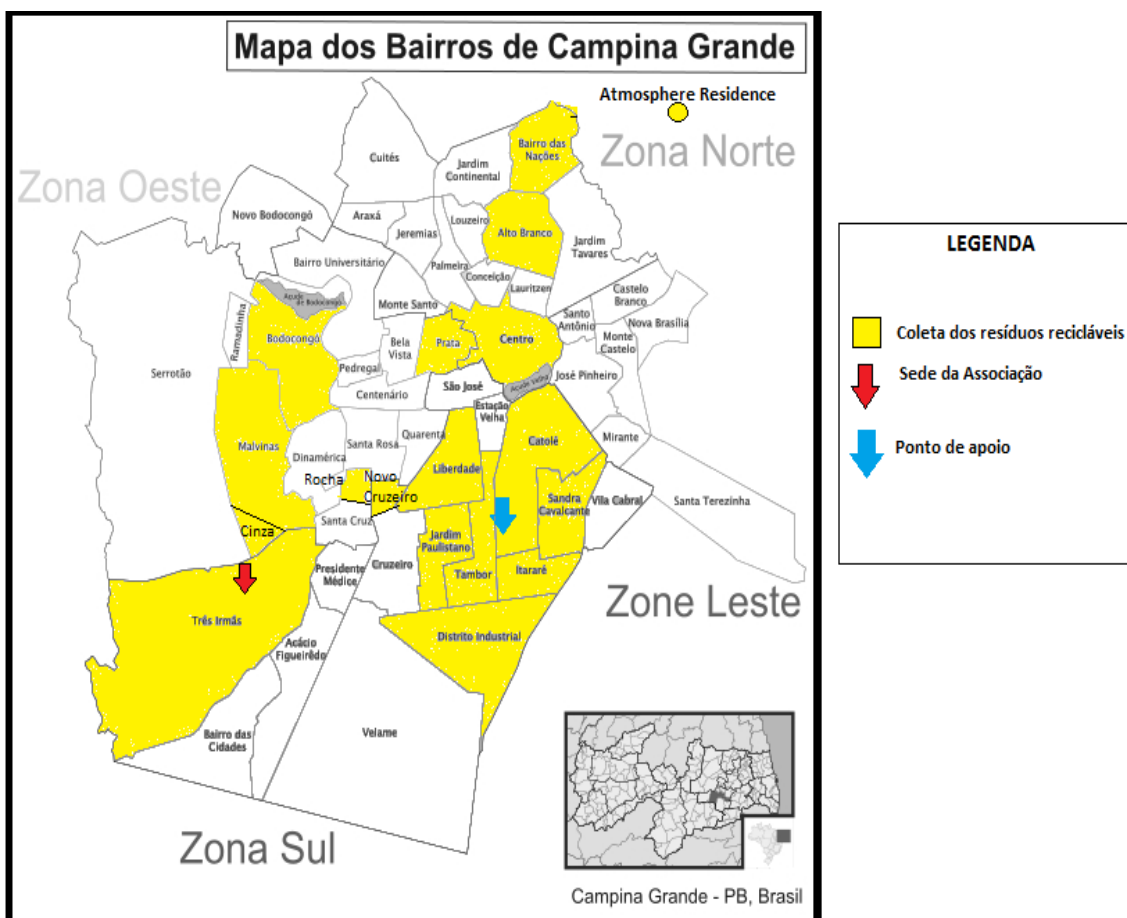 Mapa dos Bairros de Campina Grande
Atmosphere Residence
Zona Norte
Zona Oeste
Cuités
Jardim
Continental
Bairro das
Nações
Novo Bodocongó
Araxá
Jeremias
Louzeiro
Alto Branco
Jardim
Tavares
Bairro Universitário
Palmeira
Conceição
Lauritzen
Açude
de Bodocongó
Monte Santo
Castelo
Branco
Santo
Antônio
Nova Brasília
Monte
Castelo
Ramadinha
Bodocongó
Bela
Vista
Prata
Centro
Serrotão
Pedregal
São José
Açude Velho
José Pinheiro
Centenário
Estação
Velha
Malvinas
Dinamérica
Santa Rosa
Quarenta
Liberdade
Catolé
Mirante
Rocha
Novo
Cruzeiro
Sandra
Cavalcante
Vila Cabral
Santa Terezinha
Cinza
Santa Cruz
Jardim
Paulistano
Presidente
Médice
Cruzeiro
Tambor
Itararé
Zone Leste
Três Irmãs
Distrito Industrial
Acácio
Figueirêdo
Bairro das
Cidades
Velame
Zona Sul
Campina Grande - PB, Brasil
LEGENDA
Coleta dos resíduos recicláveis
Sede da Associação
Ponto de apoio